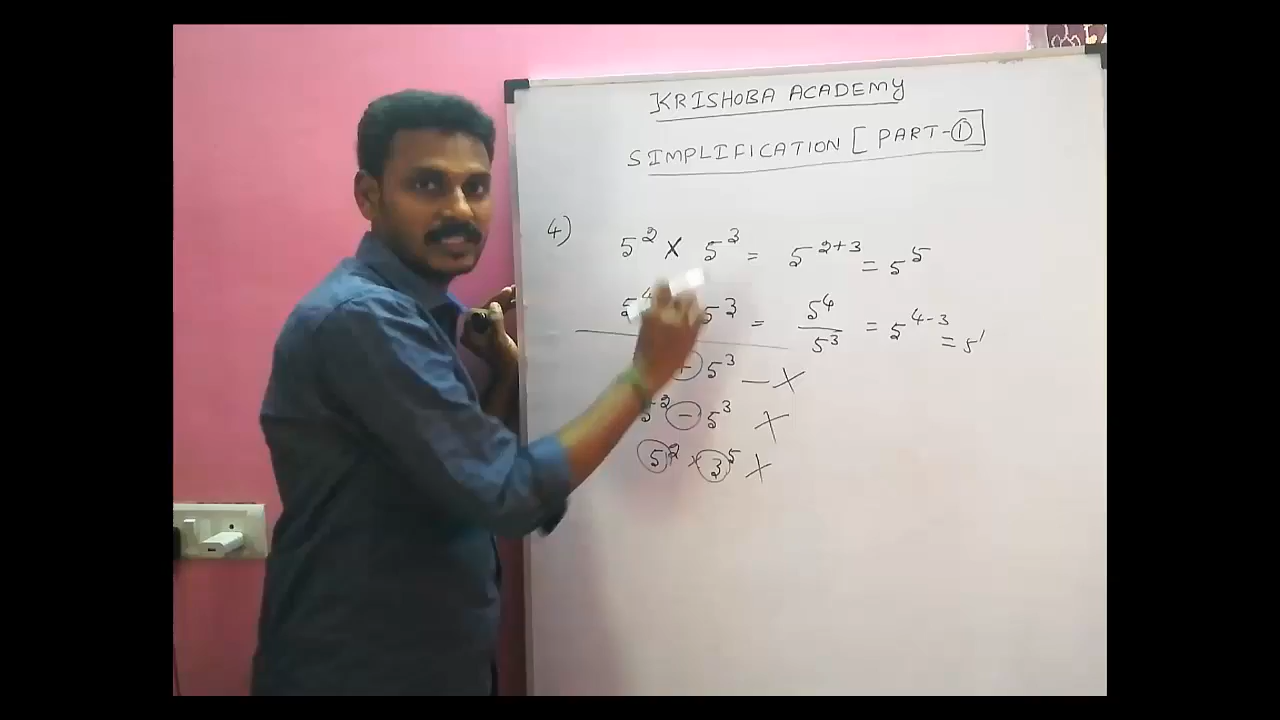 KRISHOBA ACADEMY
SIMPLIFICATION [ PART-①]
4) 5² × 5³ = 5²⁺³ = 5⁵
5⁴ 5³ = 5⁴/5³ = 5⁴⁻³ = 5¹
+ 5³ — ×
5² - 5³ ×
5² × 3⁵ ×